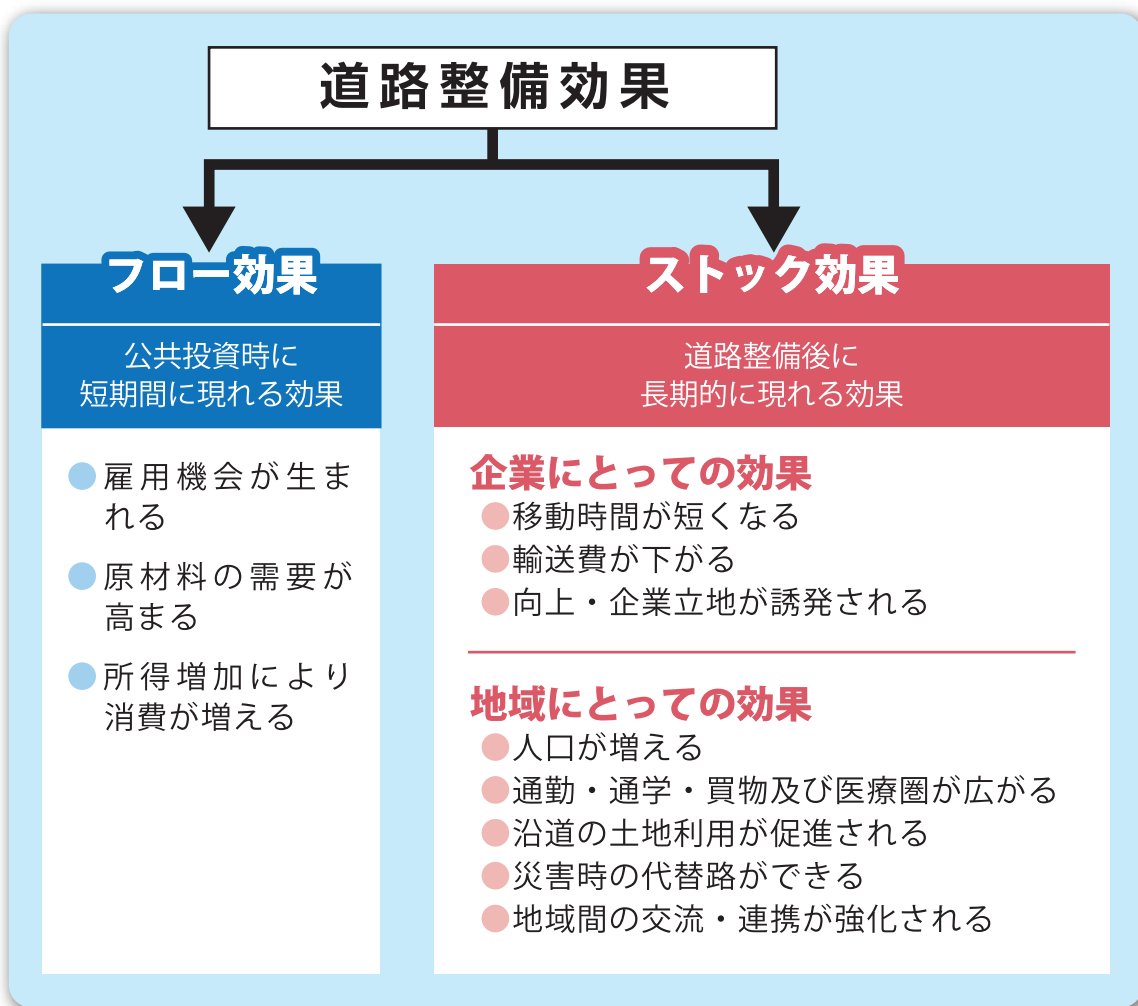 道路整備効果
フロー効果
公共投資時に
短期間に現れる効果
●雇用機会が生ま
れる
●原材料の需要が
高まる
●所得増加により
消費が増える
ストック効果
道路整備後に
長期的に現れる効果
企業にとっての効果
●移動時間が短くなる
●輸送費が下がる
●向上・企業立地が誘発される
地域にとっての効果
●人口が増える
●通勤・通学・買物及び医療圏が広がる
●沿道の土地利用が促進される
●災害時の代替路ができる
●地域間の交流・連携が強化される